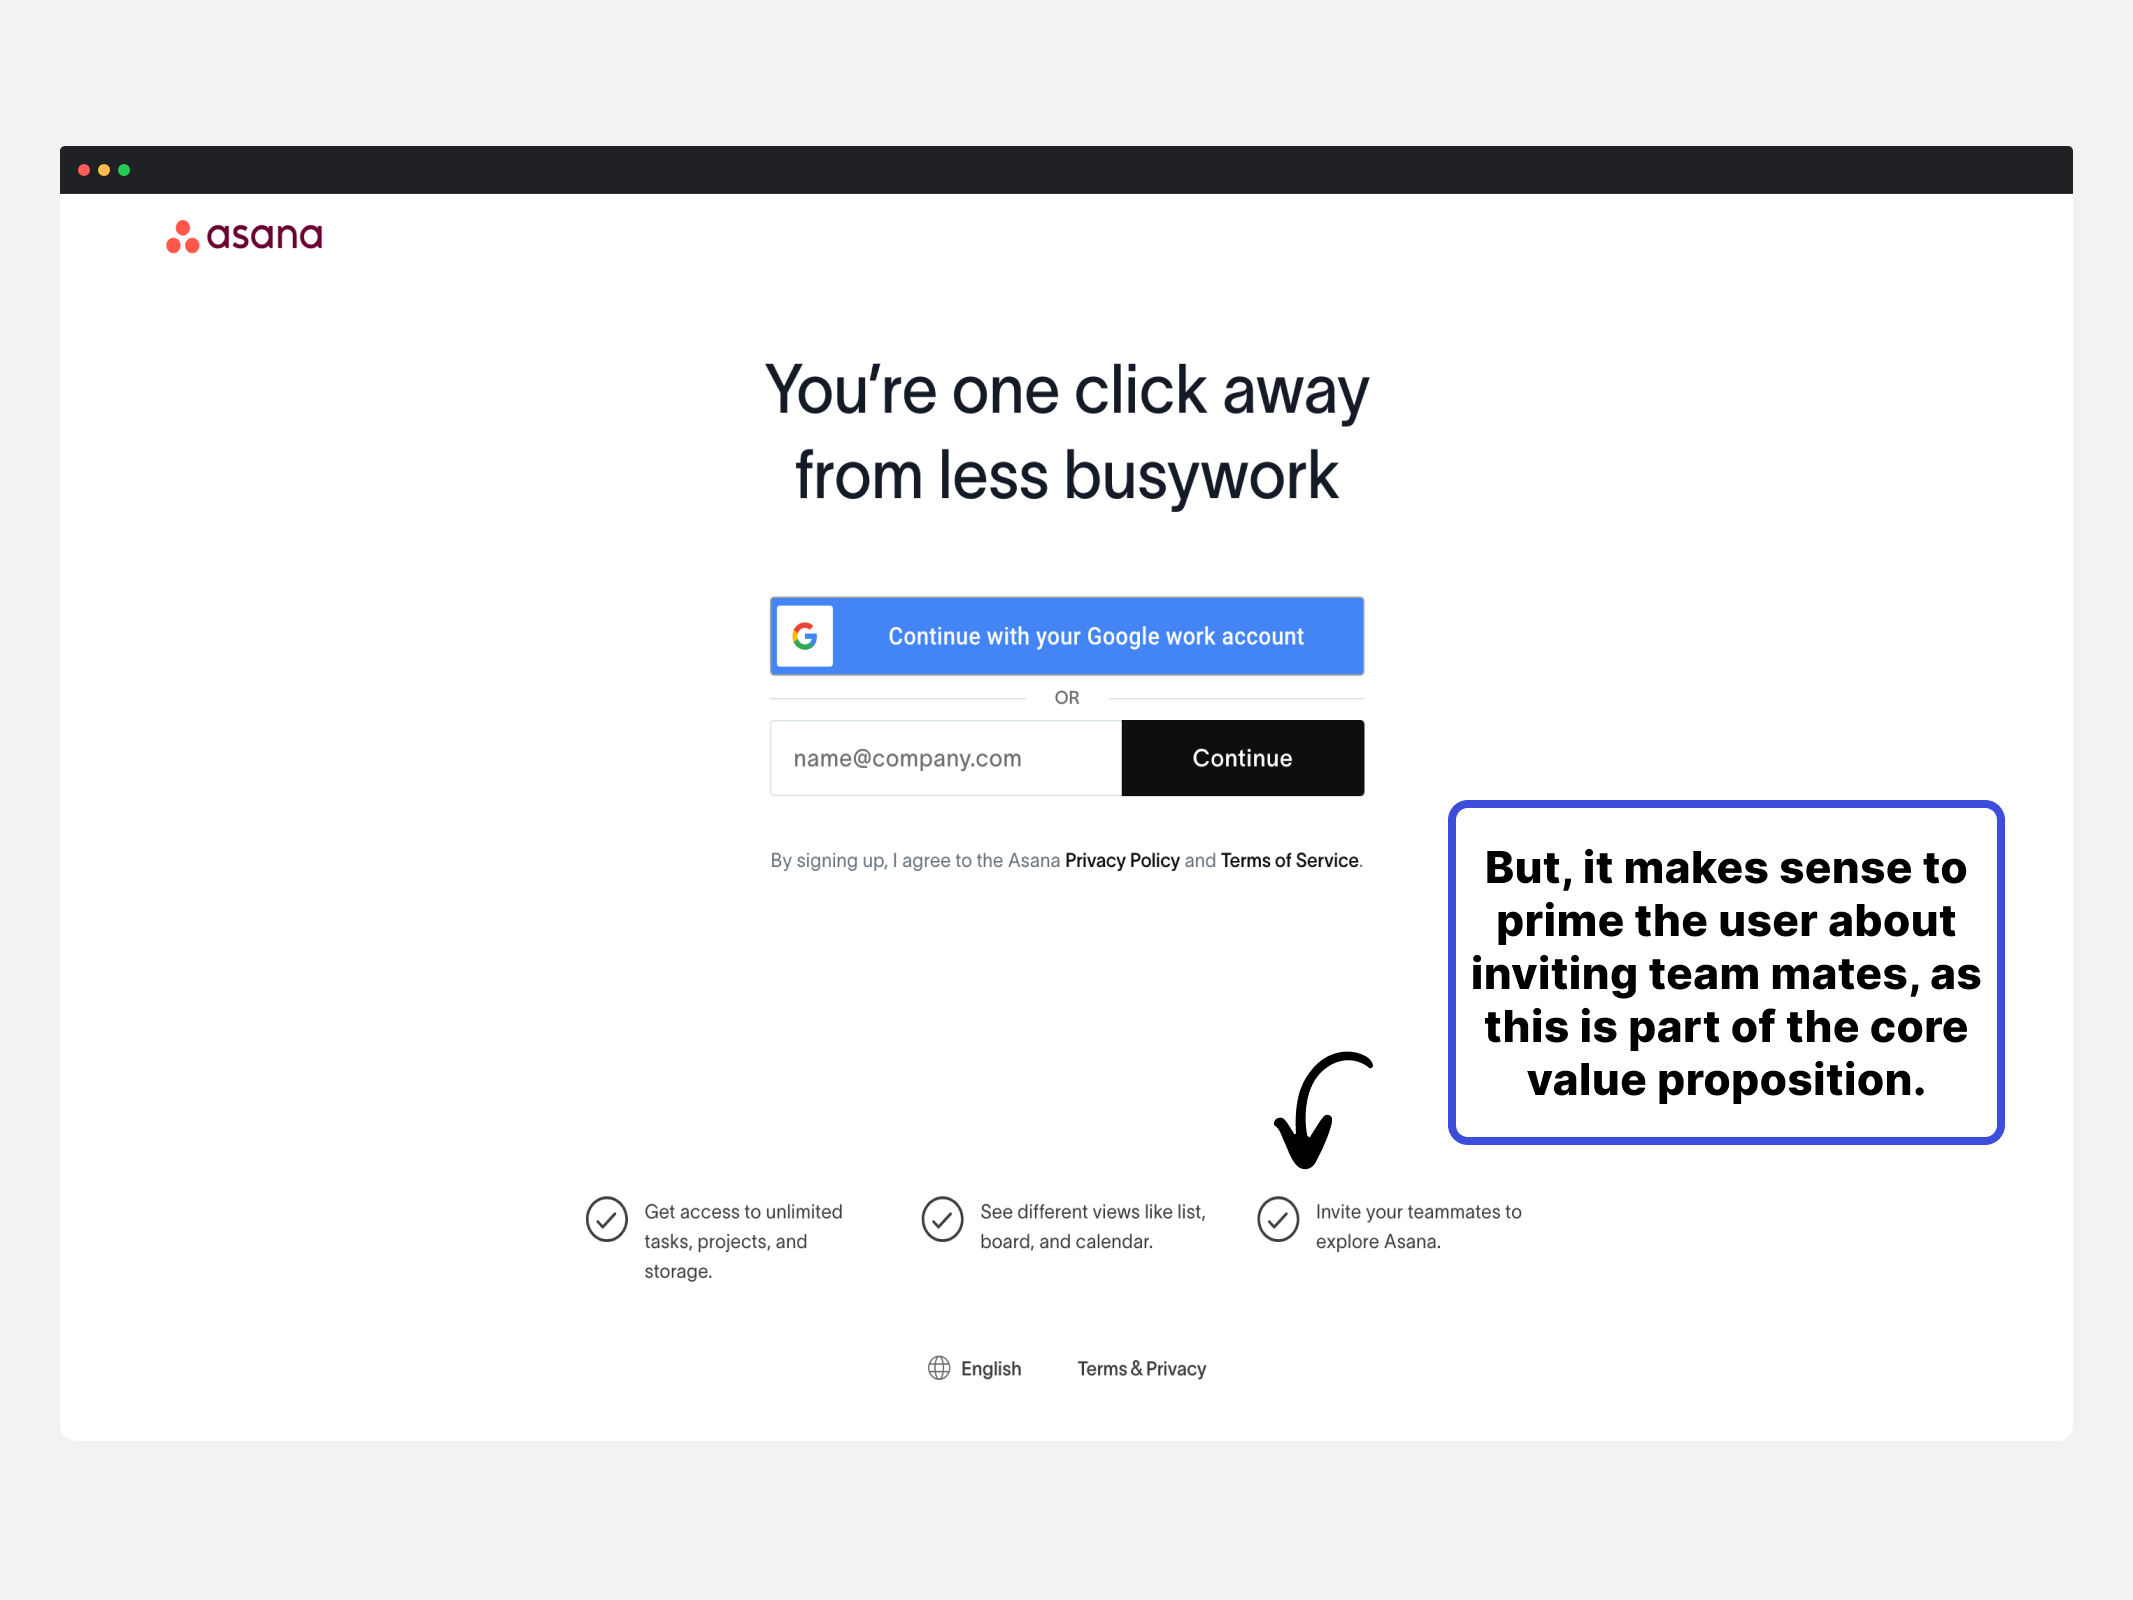 asana
You're one click away
from less busywork
Continue with your Google work account
OR
name@company.com
Continue
By signing up, I agree to the Asana Privacy Policy and Terms of Service.
But, it makes sense to
prime the user about
inviting team mates, as
this is part of the core
value proposition.
Get access to unlimited
tasks, projects, and
storage.
See different views like list,
board, and calendar.
Invite your teammates to
explore Asana.
English
Terms & Privacy